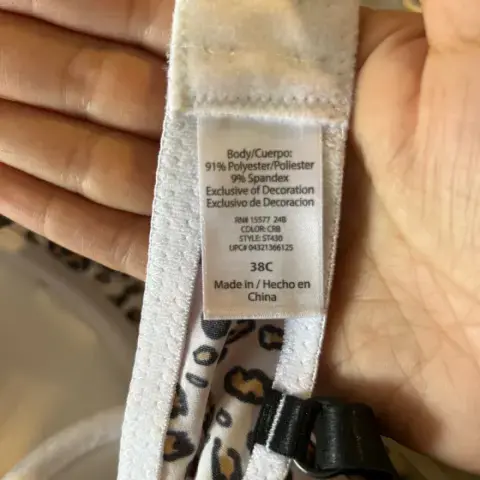 Body/Cuerpo:
91% Polyester/Poliester
9% Spandex
Exclusive of Decoration
Exclusivo de Decoracion
RN# 15577 24B
COLOR: CRB
STYLE: ST430
UPC# 04321366125
38C
Made in / Hecho en
China